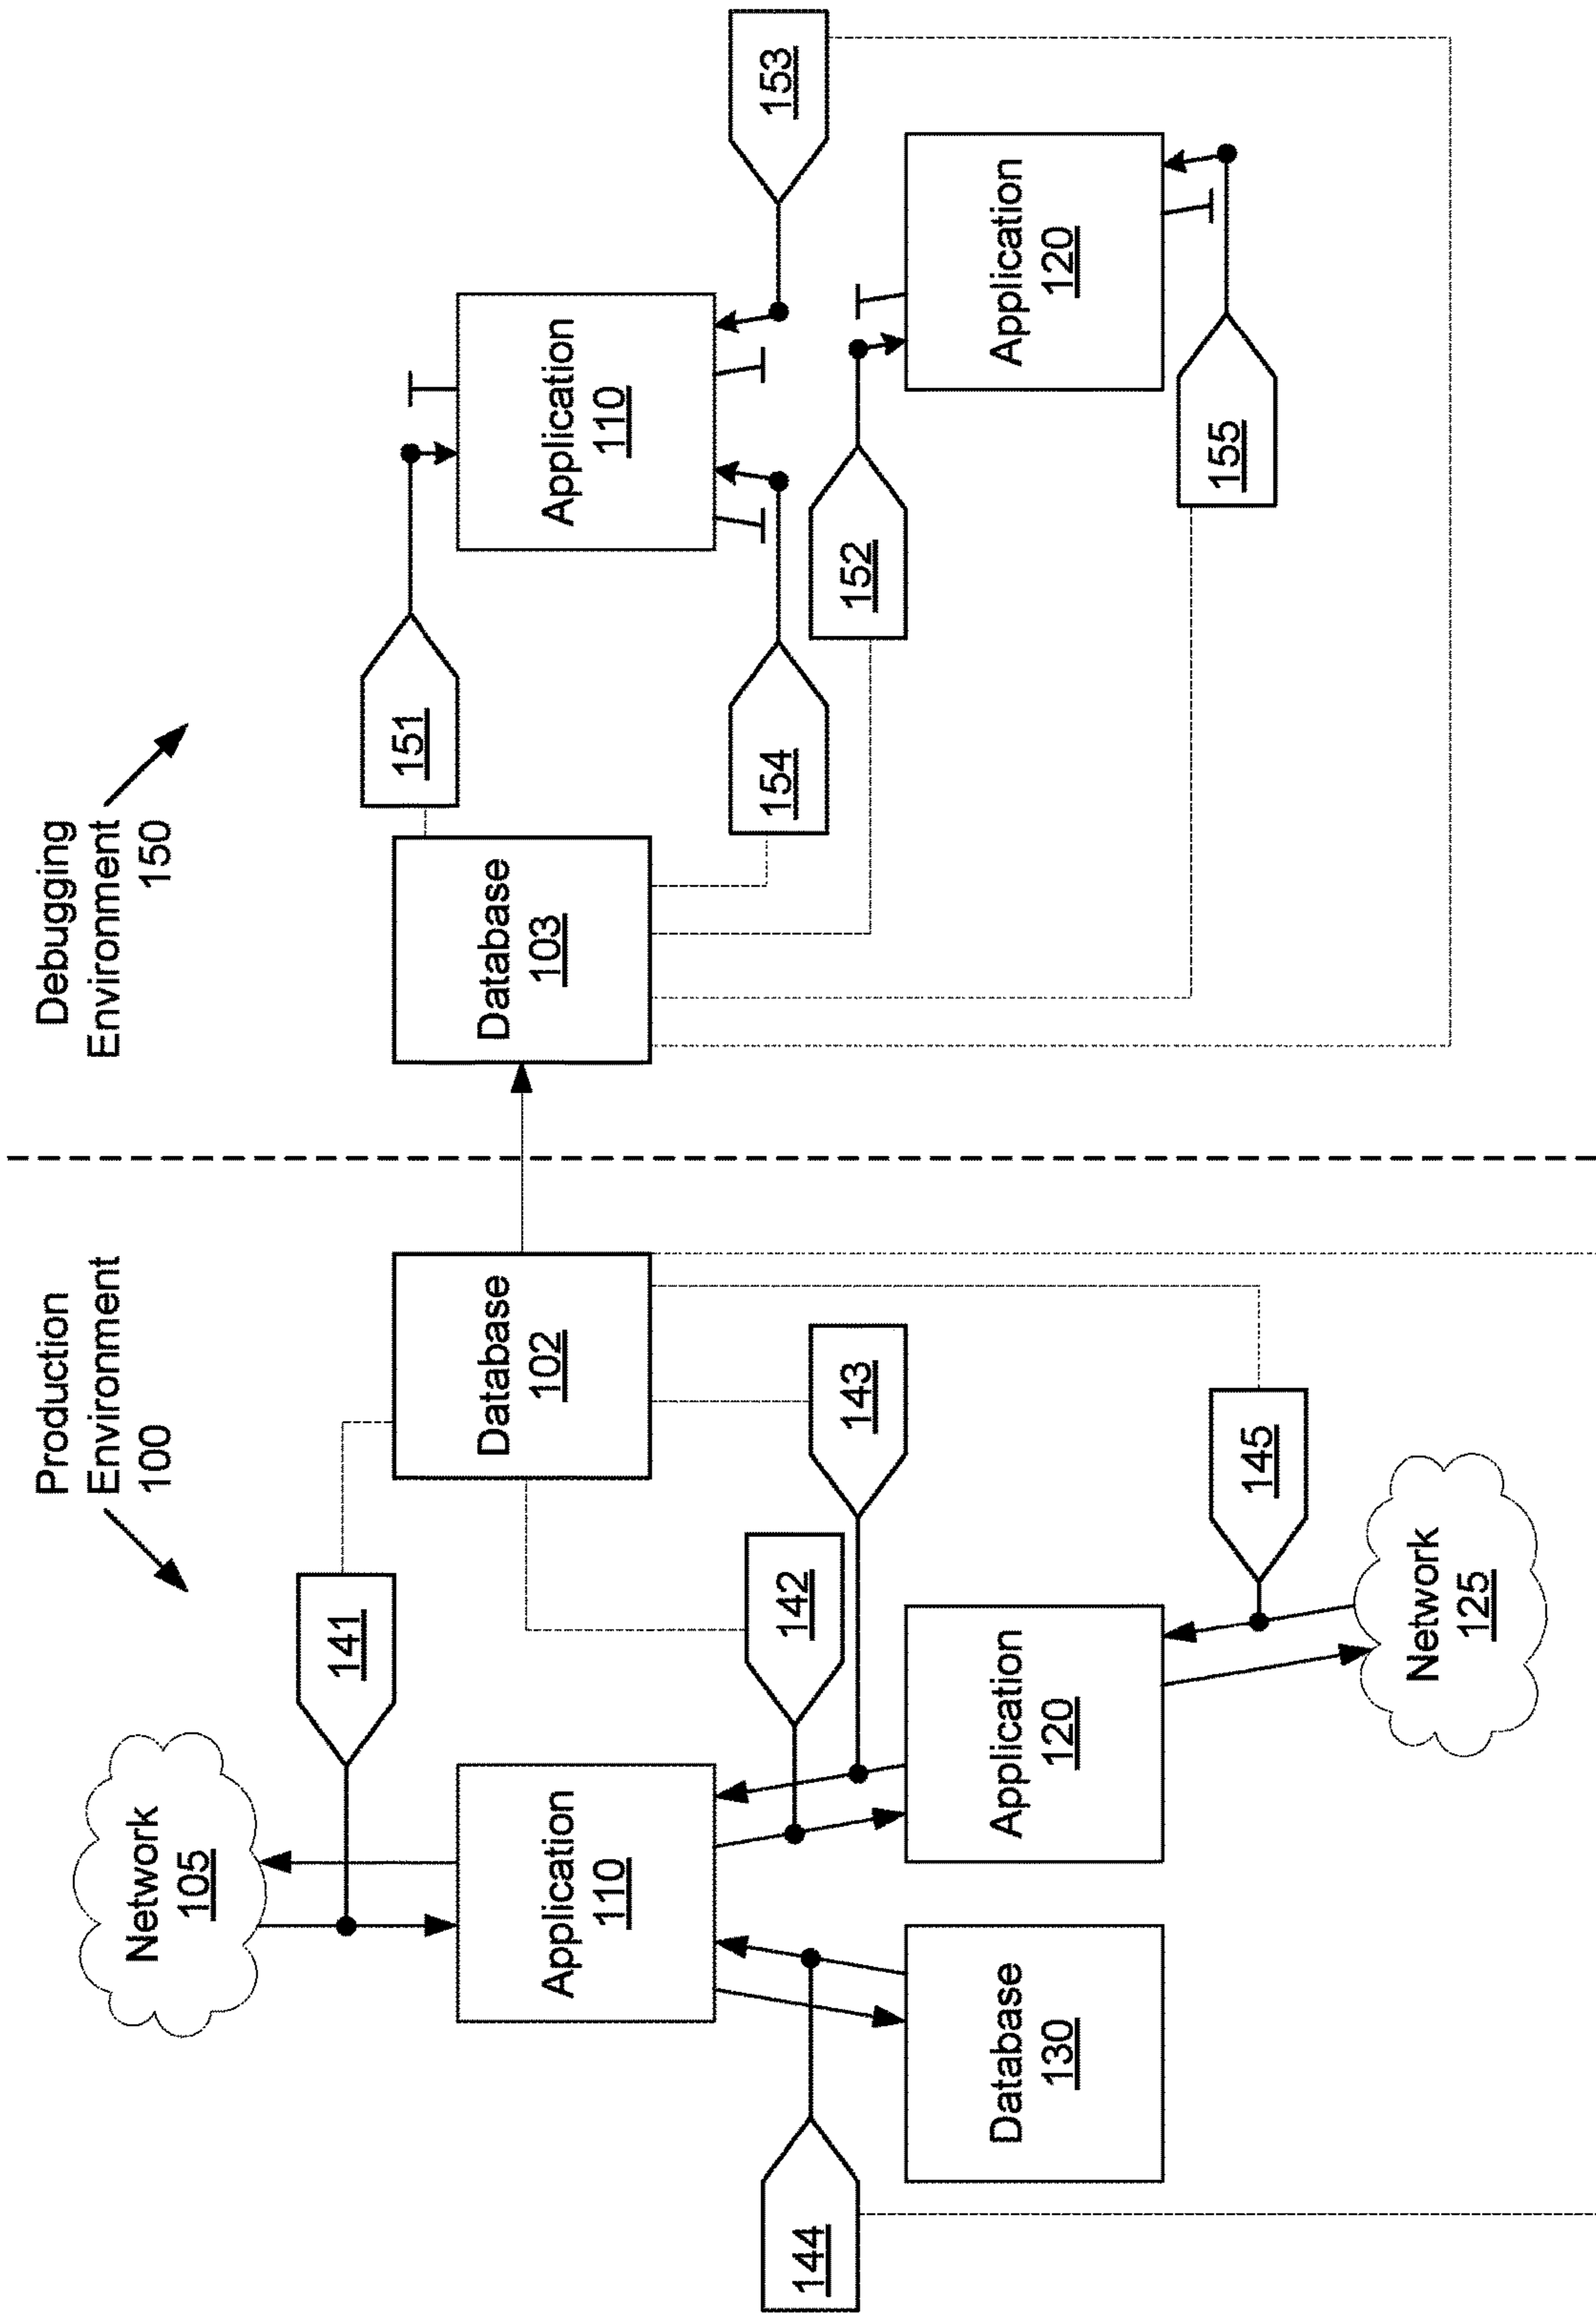 Production
Environment
100
Debugging
Environment
150
Network
105
141
Application
110
Database
102
142
143
144
Database
130
Application
120
145
Network
125
Database
103
151
Application
110
153
154
152
Application
120
155